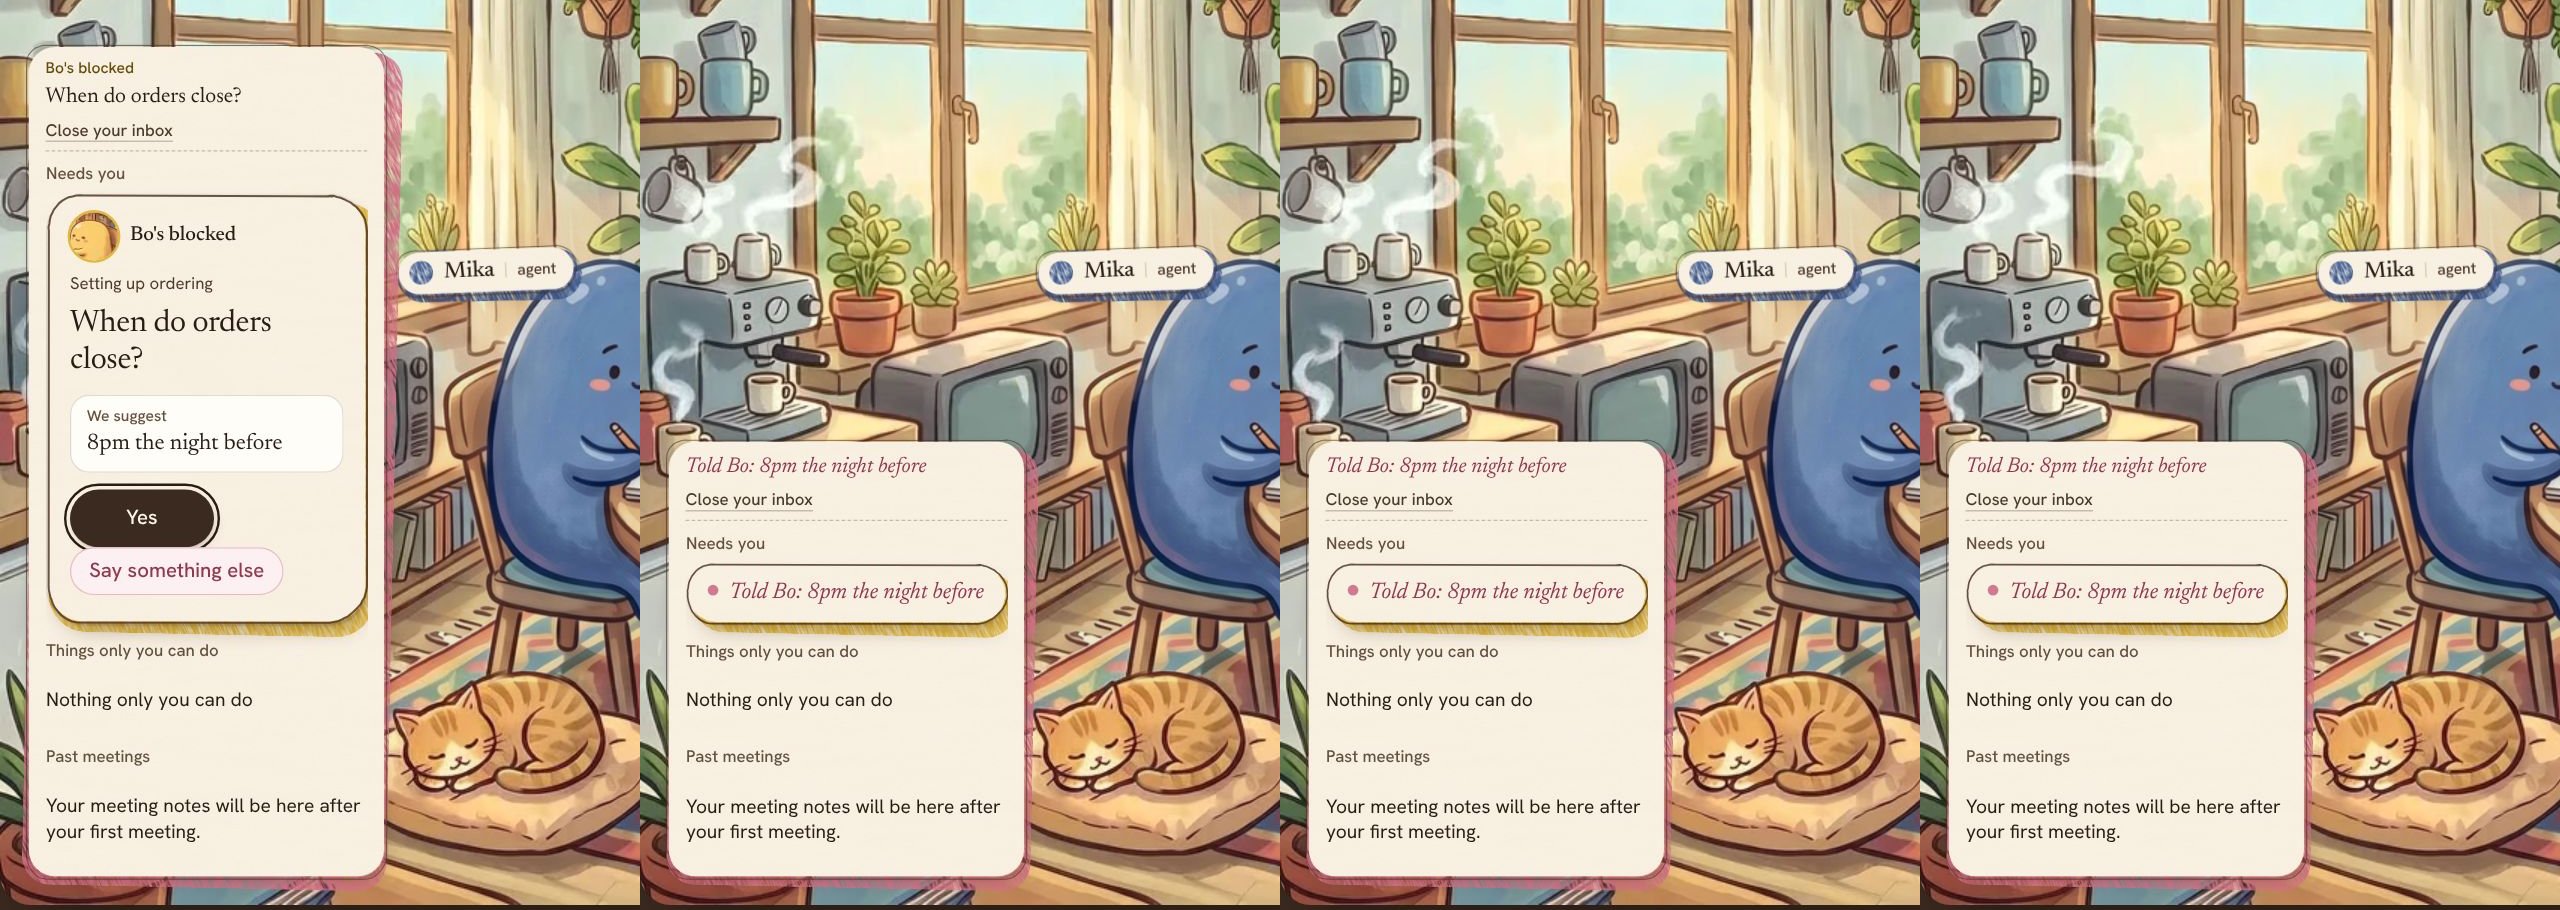 Bo's blocked
When do orders close?
Close your inbox
Needs you
Bo's blocked
Setting up ordering
When do orders
close?
We suggest
8pm the night before
Yes
Say something else
Things only you can do
Nothing only you can do
Past meetings
Your meeting notes will be here after
your first meeting.
Mika | agent
Told Bo: 8pm the night before
Close your inbox
Needs you
Told Bo: 8pm the night before
Things only you can do
Nothing only you can do
Past meetings
Your meeting notes will be here after
your first meeting.
Mika | agent
Told Bo: 8pm the night before
Close your inbox
Needs you
Told Bo: 8pm the night before
Things only you can do
Nothing only you can do
Past meetings
Your meeting notes will be here after
your first meeting.
Mika | agent
Told Bo: 8pm the night before
Close your inbox
Needs you
Told Bo: 8pm the night before
Things only you can do
Nothing only you can do
Past meetings
Your meeting notes will be here after
your first meeting.
Mika | agent